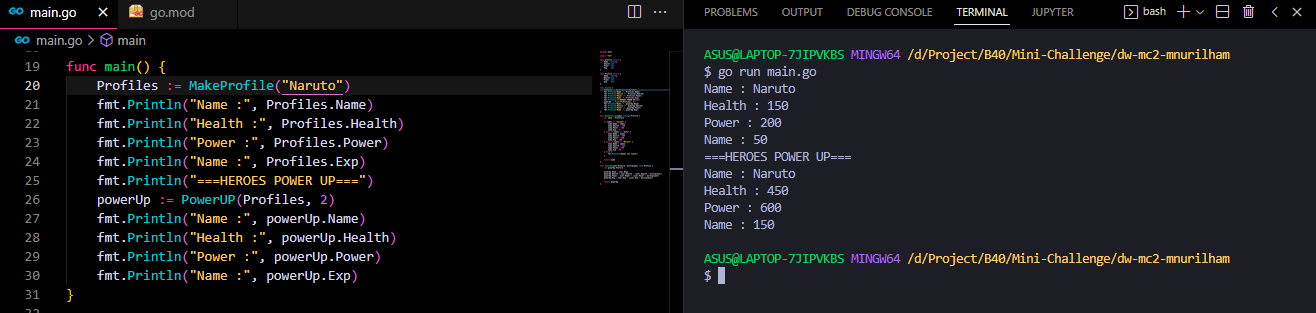 main.go
go.mod
main.go > main
19 func main() {
20 Profiles := MakeProfile("Naruto")
21 fmt.Println("Name :", Profiles.Name)
22 fmt.Println("Health :", Profiles.Health)
23 fmt.Println("Power :", Profiles.Power)
24 fmt.Println("Name :", Profiles.Exp)
25 fmt.Println("===HEROES POWER UP===")
26 powerUp := PowerUP(Profiles, 2)
27 fmt.Println("Name :", powerUp.Name)
28 fmt.Println("Health :", powerUp.Health)
29 fmt.Println("Power :", powerUp.Power)
30 fmt.Println("Name :", powerUp.Exp)
31 }
PROBLEMS OUTPUT DEBUG CONSOLE TERMINAL JUPYTER bash
ASUS@LAPTOP-7JIPVKBS MINGW64 /d/Project/B40/Mini-Challenge/dw-mc2-mnurilham
$ go run main.go
Name : Naruto
Health : 150
Power : 200
Name : 50
===HEROES POWER UP===
Name : Naruto
Health : 450
Power : 600
Name : 150
ASUS@LAPTOP-7JIPVKBS MINGW64 /d/Project/B40/Mini-Challenge/dw-mc2-mnurilham
$